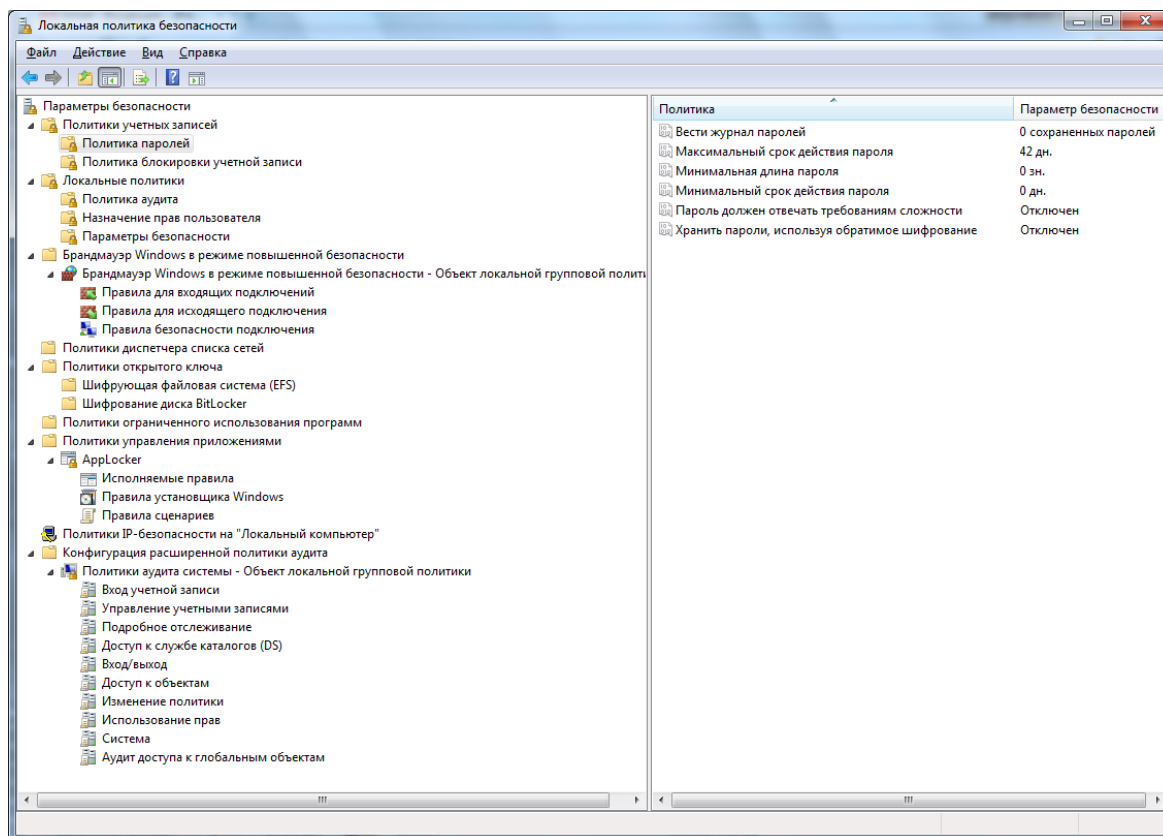 Локальная политика безопасности
Файл Действие Вид Справка
Параметры безопасности
Политики учетных записей
Политика паролей
Политика блокировки учетной записи
Локальные политики
Политика аудита
Назначение прав пользователя
Параметры безопасности
Брандмауэр Windows в режиме повышенной безопасности
Брандмауэр Windows в режиме повышенной безопасности - Объект локальной групповой полити
Правила для входящих подключений
Правила для исходящего подключения
Правила безопасности подключения
Политики диспетчера списка сетей
Политики открытого ключа
Шифрующая файловая система (EFS)
Шифрование диска BitLocker
Политики ограниченного использования программ
Политики управления приложениями
AppLocker
Исполняемые правила
Правила установщика Windows
Правила сценариев
Политики IP-безопасности на "Локальный компьютер"
Конфигурация расширенной политики аудита
Политики аудита системы - Объект локальной групповой политики
Вход учетной записи
Управление учетными записями
Подробное отслеживание
Доступ к службе каталогов (DS)
Вход/выход
Доступ к объектам
Изменение политики
Использование прав
Система
Аудит доступа к глобальным объектам
Политика Параметр безопасности
Вести журнал паролей 0 сохраненных паролей
Максимальный срок действия пароля 42 дн.
Минимальная длина пароля 0 зн.
Минимальный срок действия пароля 0 дн.
Пароль должен отвечать требованиям сложности Отключен
Хранить пароли, используя обратимое шифрование Отключен